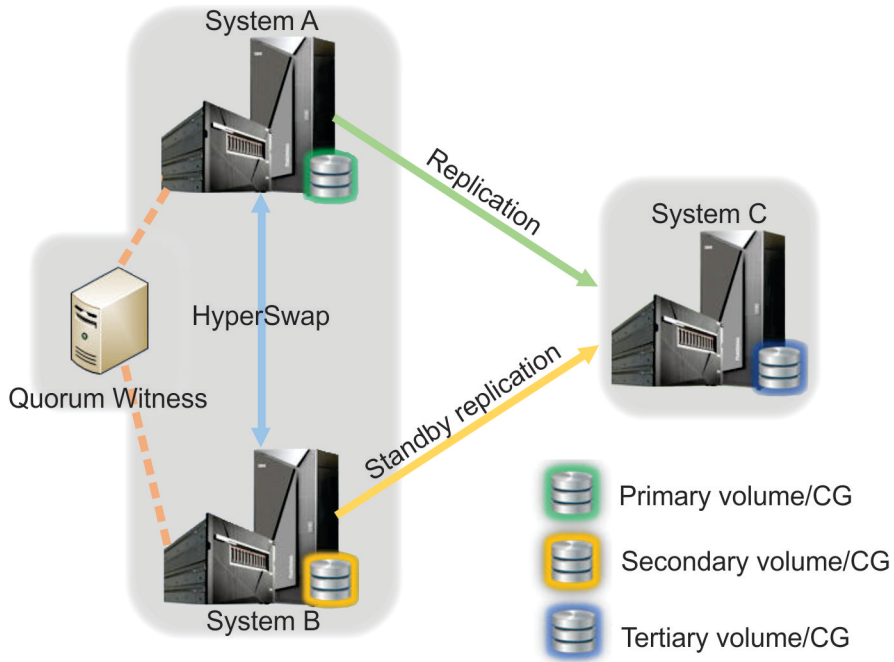 System A
Replication
System C
HyperSwap
Quorum Witness
Standby replication
System B
Primary volume/CG
Secondary volume/CG
Tertiary volume/CG